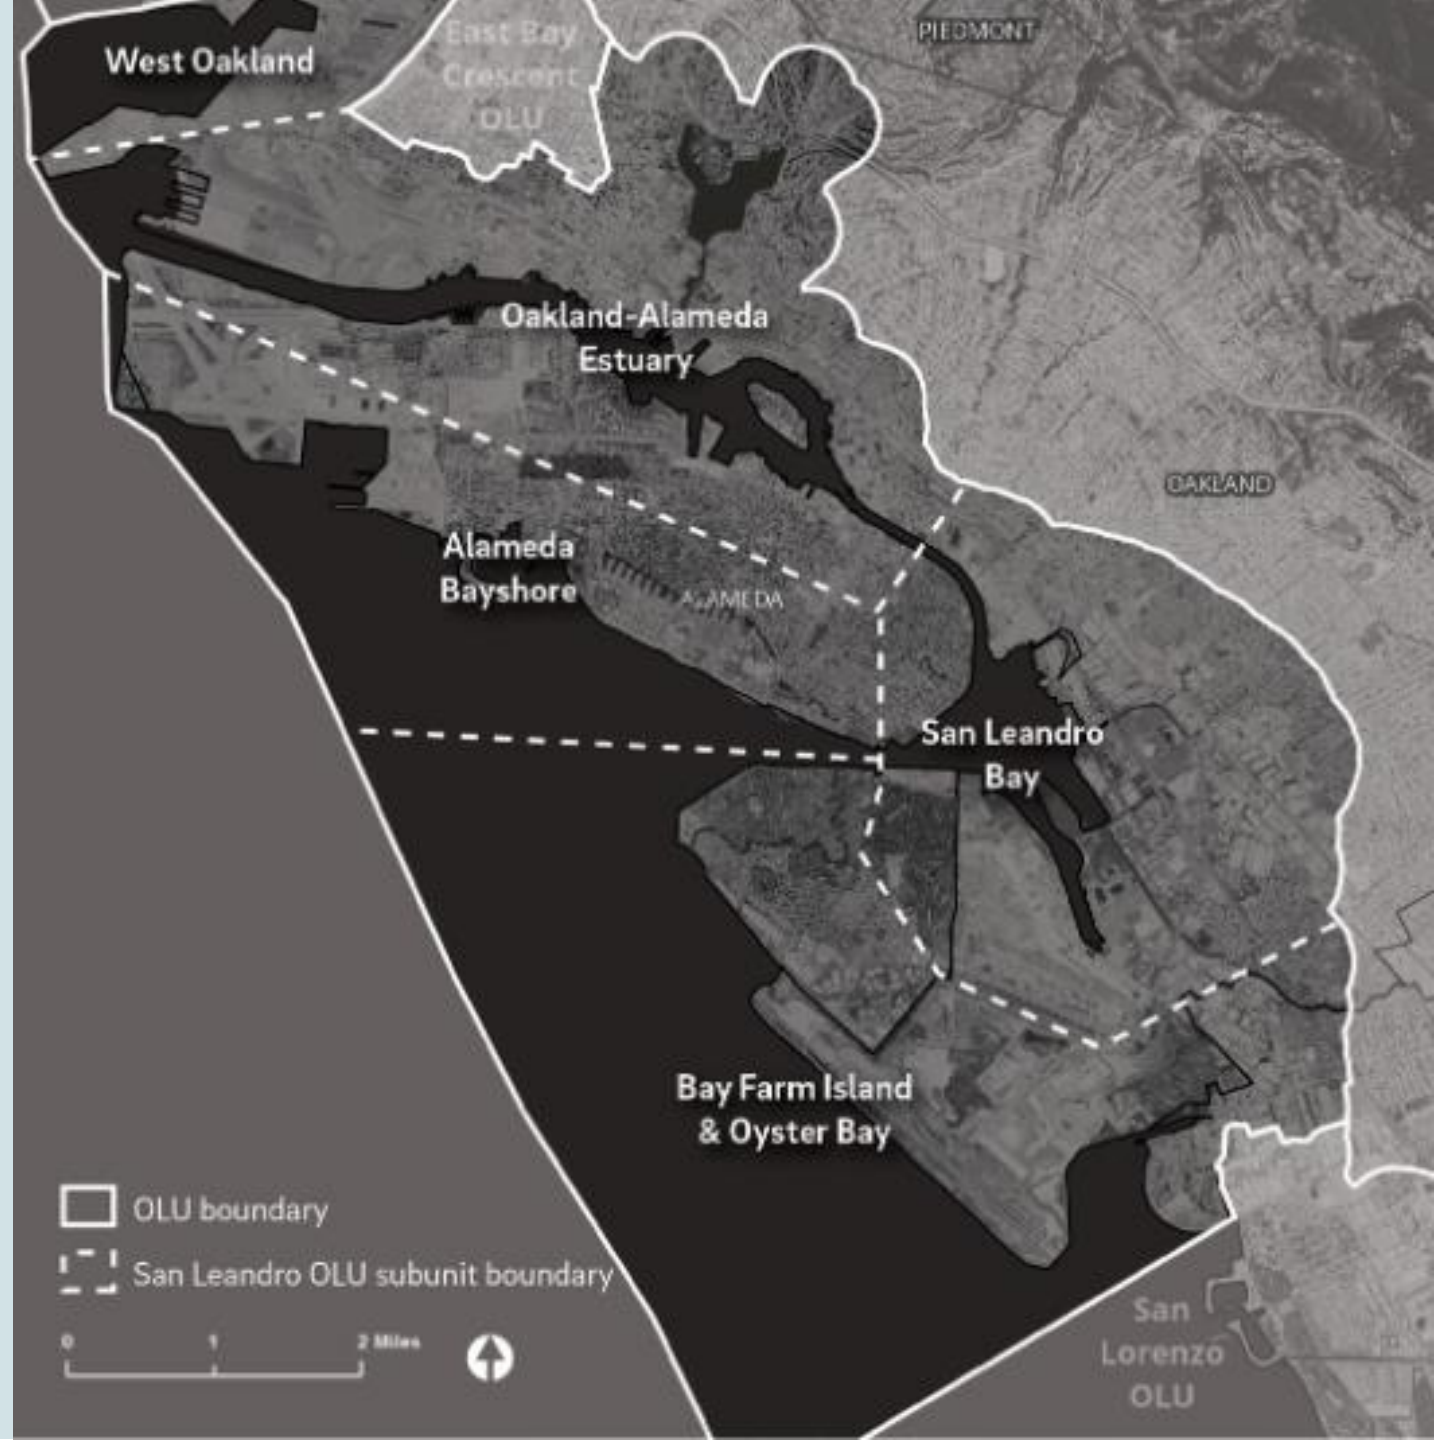 PIEDMONT
West Oakland
East Bay
Crescent
OLU
Oakland-Alameda
Estuary
OAKLAND
Alameda
Bayshore
ALAMEDA
San Leandro
Bay
Bay Farm Island
& Oyster Bay
OLU boundary
San Leandro OLU subunit boundary
0 1 2 Miles
San
Lorenzo
OLU